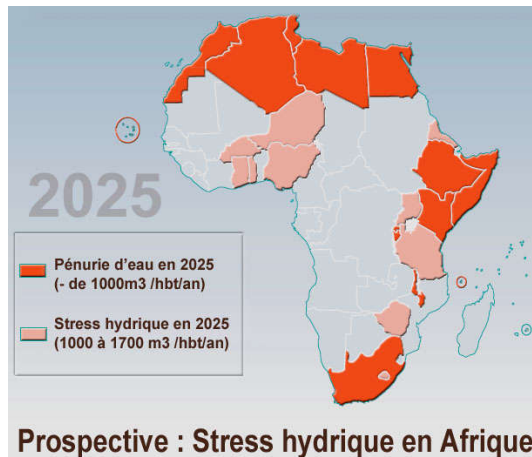 2025
Pénurie d'eau en 2025
(- de 1000m3 /hbt/an)
Stress hydrique en 2025
(1000 à 1700 m3 /hbt/an)
Prospective : Stress hydrique en Afrique